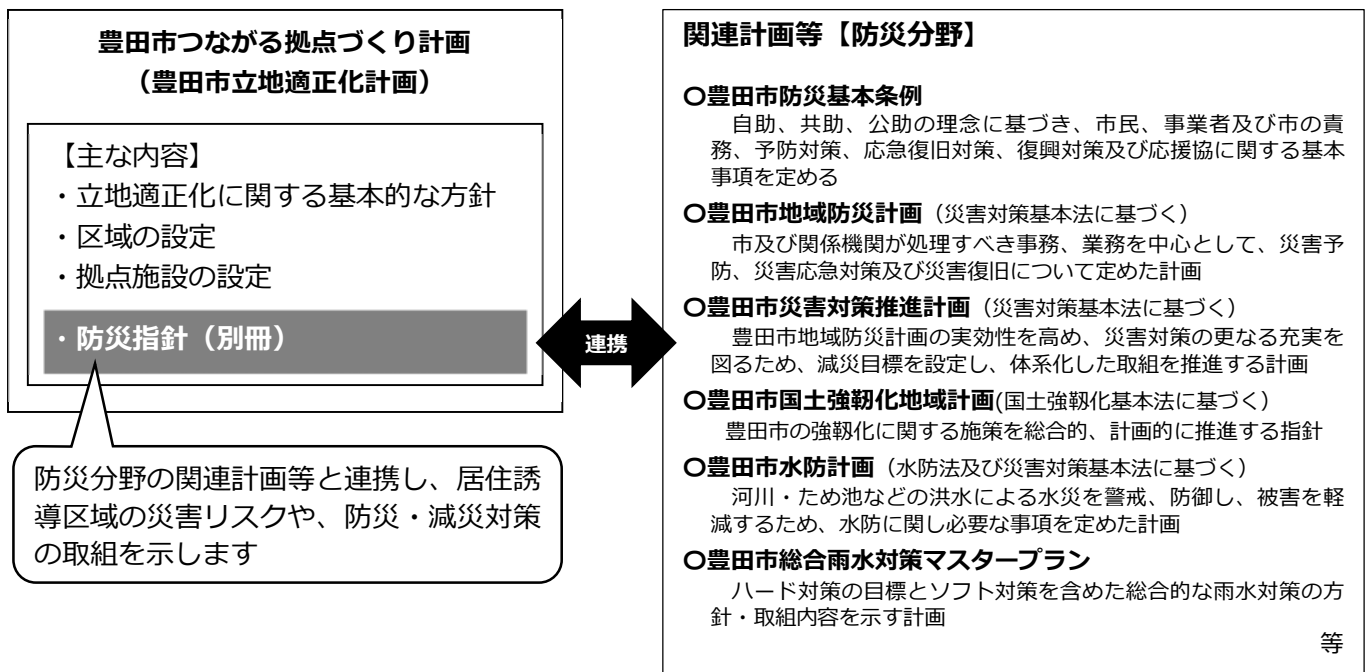 豊田市つながる拠点づくり計画
（豊田市立地適正化計画）
【主な内容】
・立地適正化に関する基本的な方針
・区域の設定
・拠点施設の設定
・防災指針（別冊）
防災分野の関連計画等と連携し、居住誘
導区域の災害リスクや、防災・減災対策
の取組を示します
連携
関連計画等【防災分野】
〇豊田市防災基本条例
自助、共助、公助の理念に基づき、市民、事業者及び市の責
務、予防対策、応急復旧対策、復興対策及び応援協に関する基本
事項を定める
〇豊田市地域防災計画（災害対策基本法に基づく）
市及び関係機関が処理すべき事務、業務を中心として、災害予
防、災害応急対策及び災害復旧について定めた計画
〇豊田市災害対策推進計画（災害対策基本法に基づく）
豊田市地域防災計画の実効性を高め、災害対策の更なる充実を
図るため、減災目標を設定し、体系化した取組を推進する計画
〇豊田市国土強靭化地域計画(国土強靱化基本法に基づく）
豊田市の強靭化に関する施策を総合的、計画的に推進する指針
〇豊田市水防計画（水防法及び災害対策基本法に基づく）
河川・ため池などの洪水による水災を警戒、防御し、被害を軽
減するため、水防に関し必要な事項を定めた計画
〇豊田市総合雨水対策マスタープラン
ハード対策の目標とソフト対策を含めた総合的な雨水対策の方
針・取組内容を示す計画
等